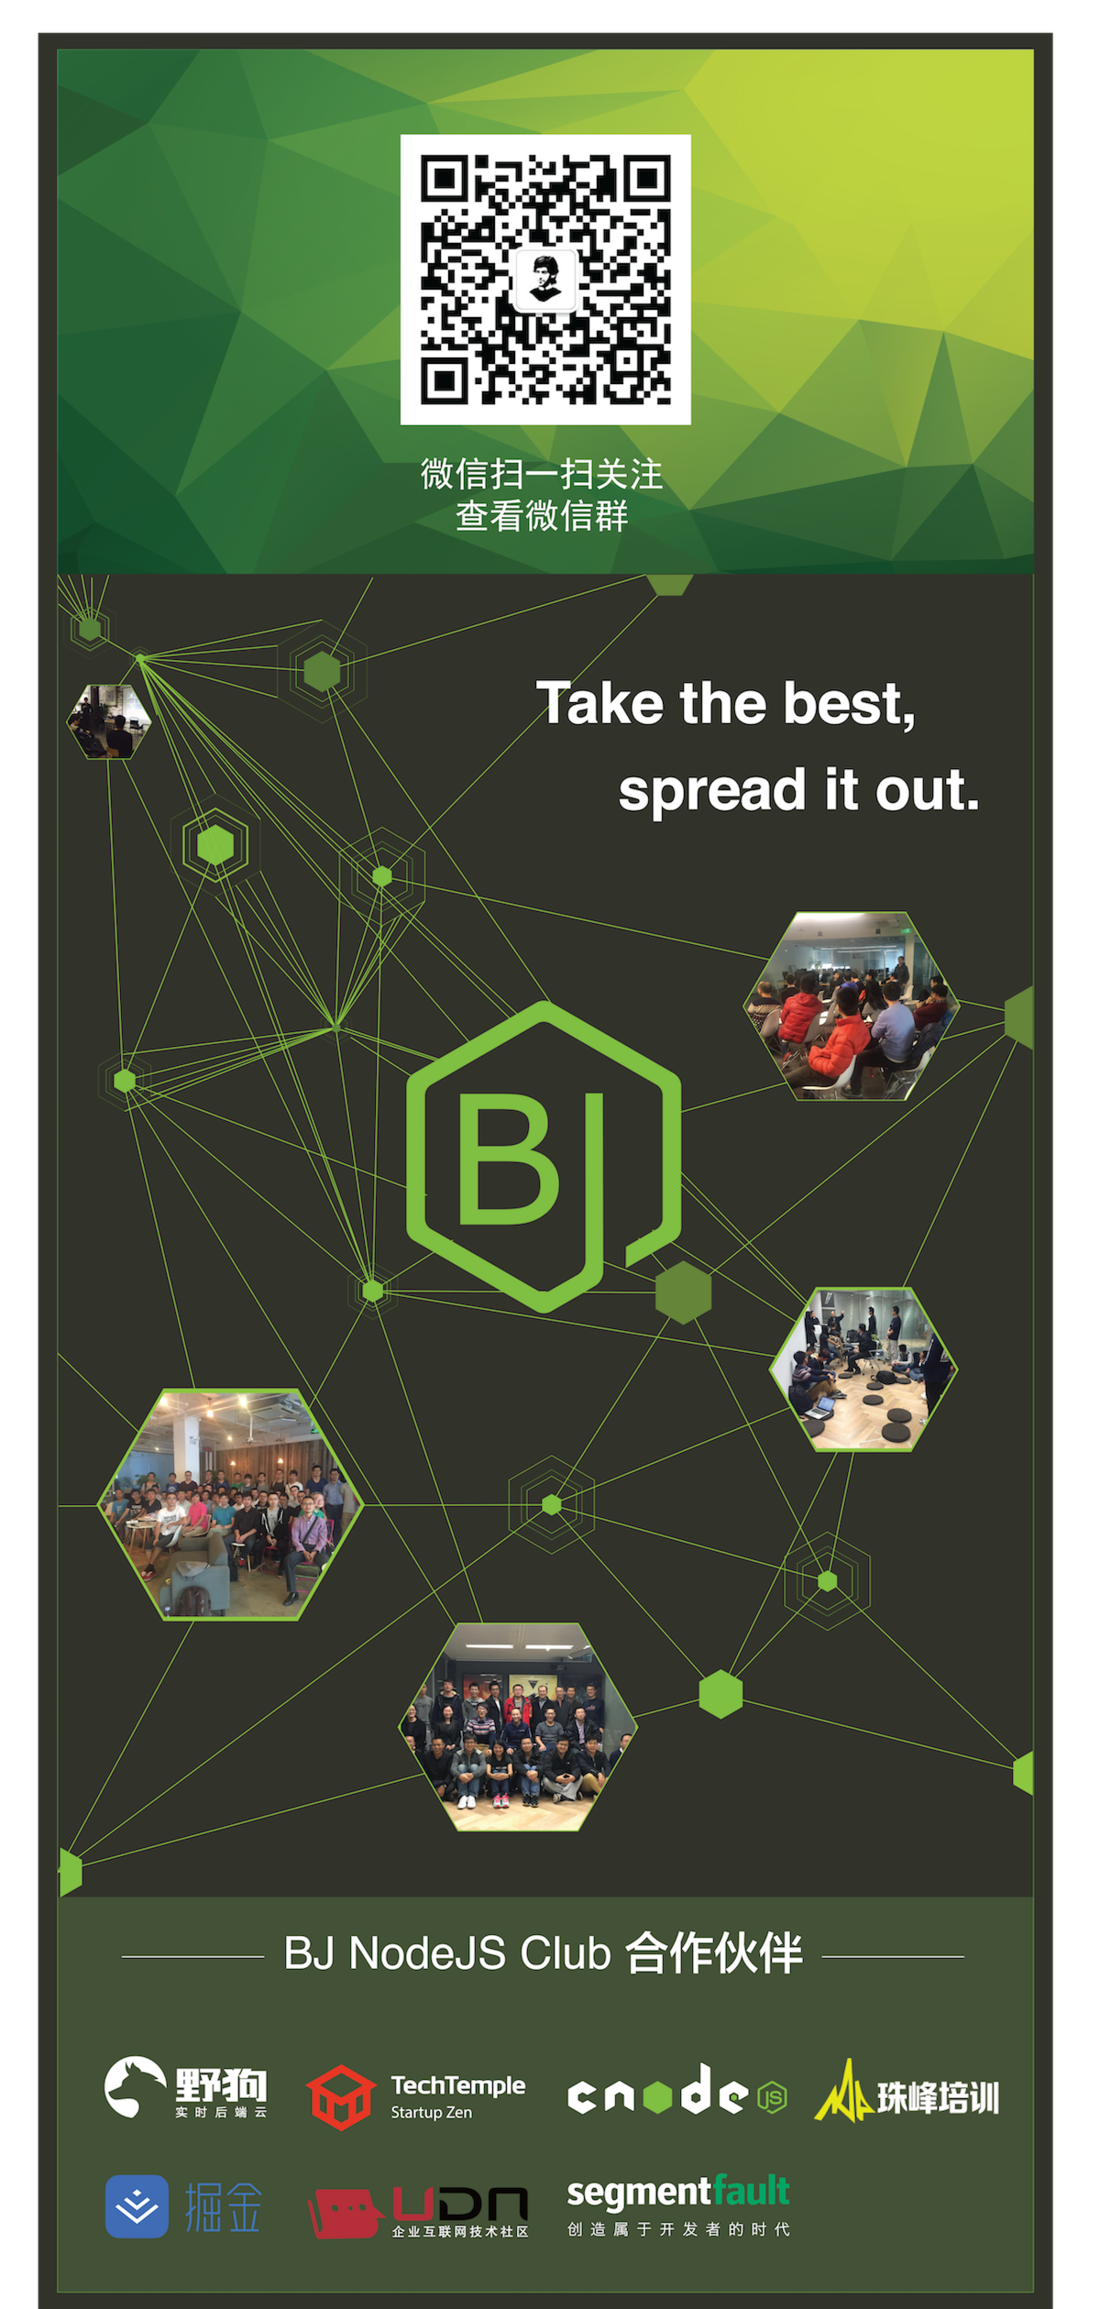 微信扫一扫关注
查看微信群
Take the best,
spread it out.
BJ
BJ NodeJS Club 合作伙伴
野狗
实时后端云
TechTemple
Startup Zen
cnode JS
珠峰培训
掘金
UDN
企业互联网技术社区
segmentfault
创造属于开发者的时代